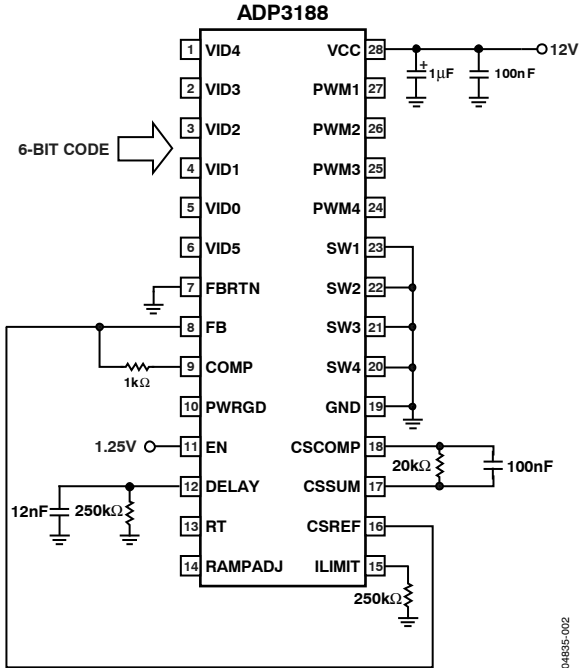 ADP3188
1 VID4 VCC 28 12V
+ 1µF 100nF
2 VID3 PWM1 27
3 VID2 PWM2 26
6-BIT CODE
4 VID1 PWM3 25
5 VID0 PWM4 24
6 VID5 SW1 23
7 FBRTN SW2 22
8 FB SW3 21
9 COMP SW4 20
1kΩ
10 PWRGD GND 19
1.25V 11 EN CSCOMP 18
20kΩ 100nF
12 DELAY CSSUM 17
12nF 250kΩ
13 RT CSREF 16
14 RAMPADJ ILIMIT 15
250kΩ
04835-002